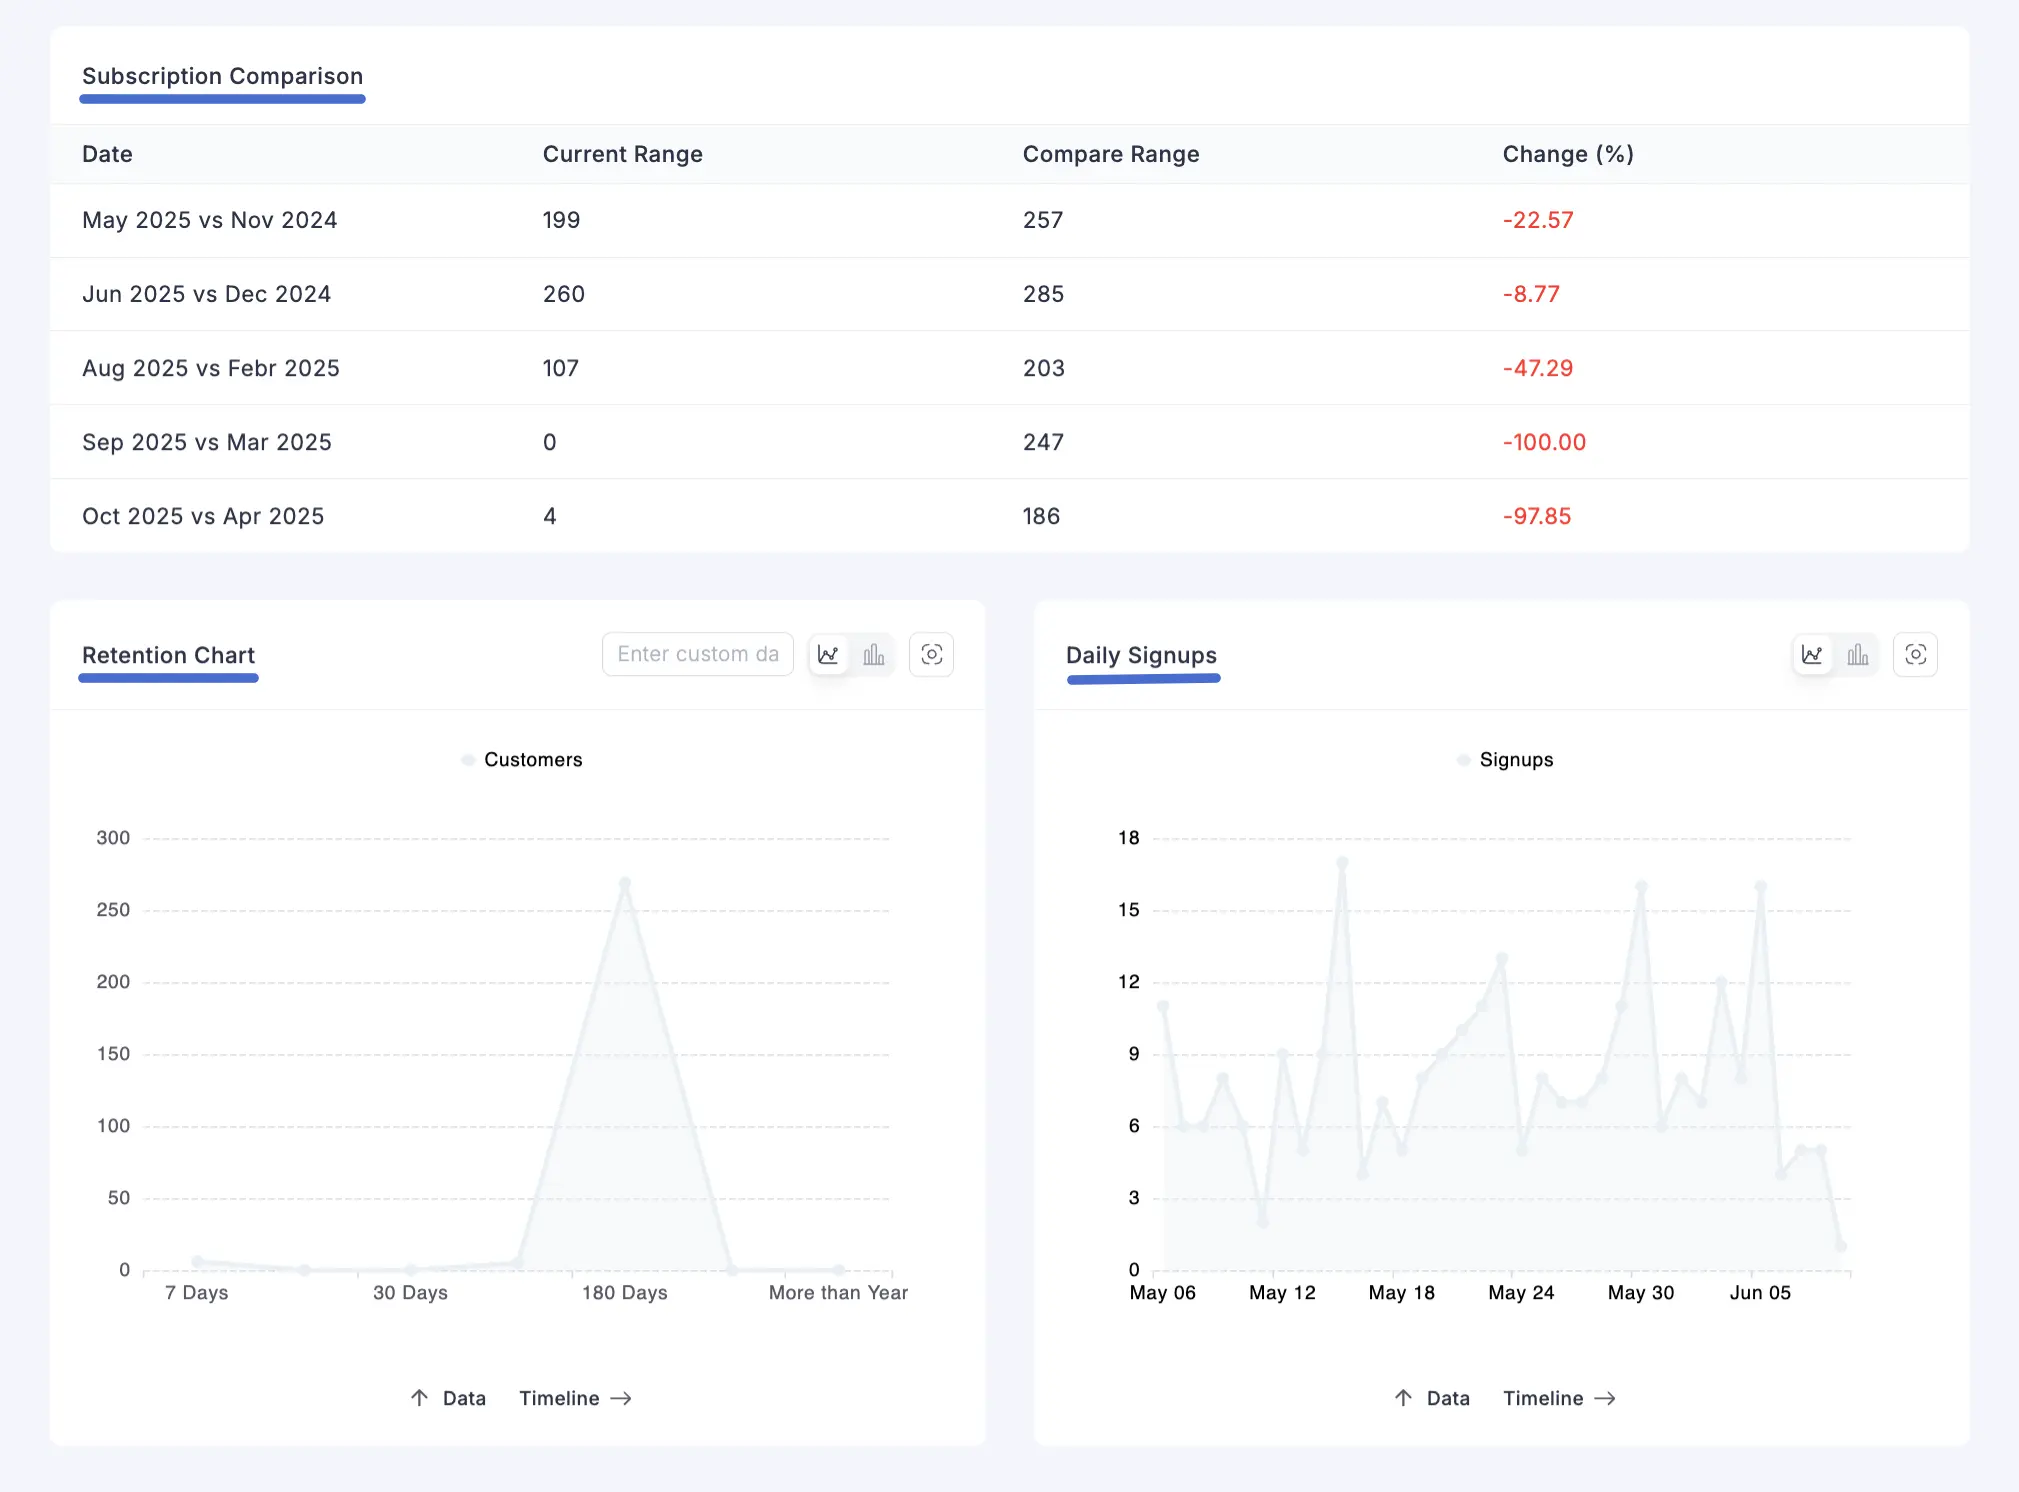 Subscription Comparison
Date Current Range Compare Range Change (%)
May 2025 vs Nov 2024 199 257 -22.57
Jun 2025 vs Dec 2024 260 285 -8.77
Aug 2025 vs Febr 2025 107 203 -47.29
Sep 2025 vs Mar 2025 0 247 -100.00
Oct 2025 vs Apr 2025 4 186 -97.85
Retention Chart
Enter custom da
Customers
300
250
200
150
100
50
0
7 Days 30 Days 180 Days More than Year
Data Timeline
Daily Signups
Signups
18
15
12
9
6
3
0
May 06 May 12 May 18 May 24 May 30 Jun 05
Data Timeline